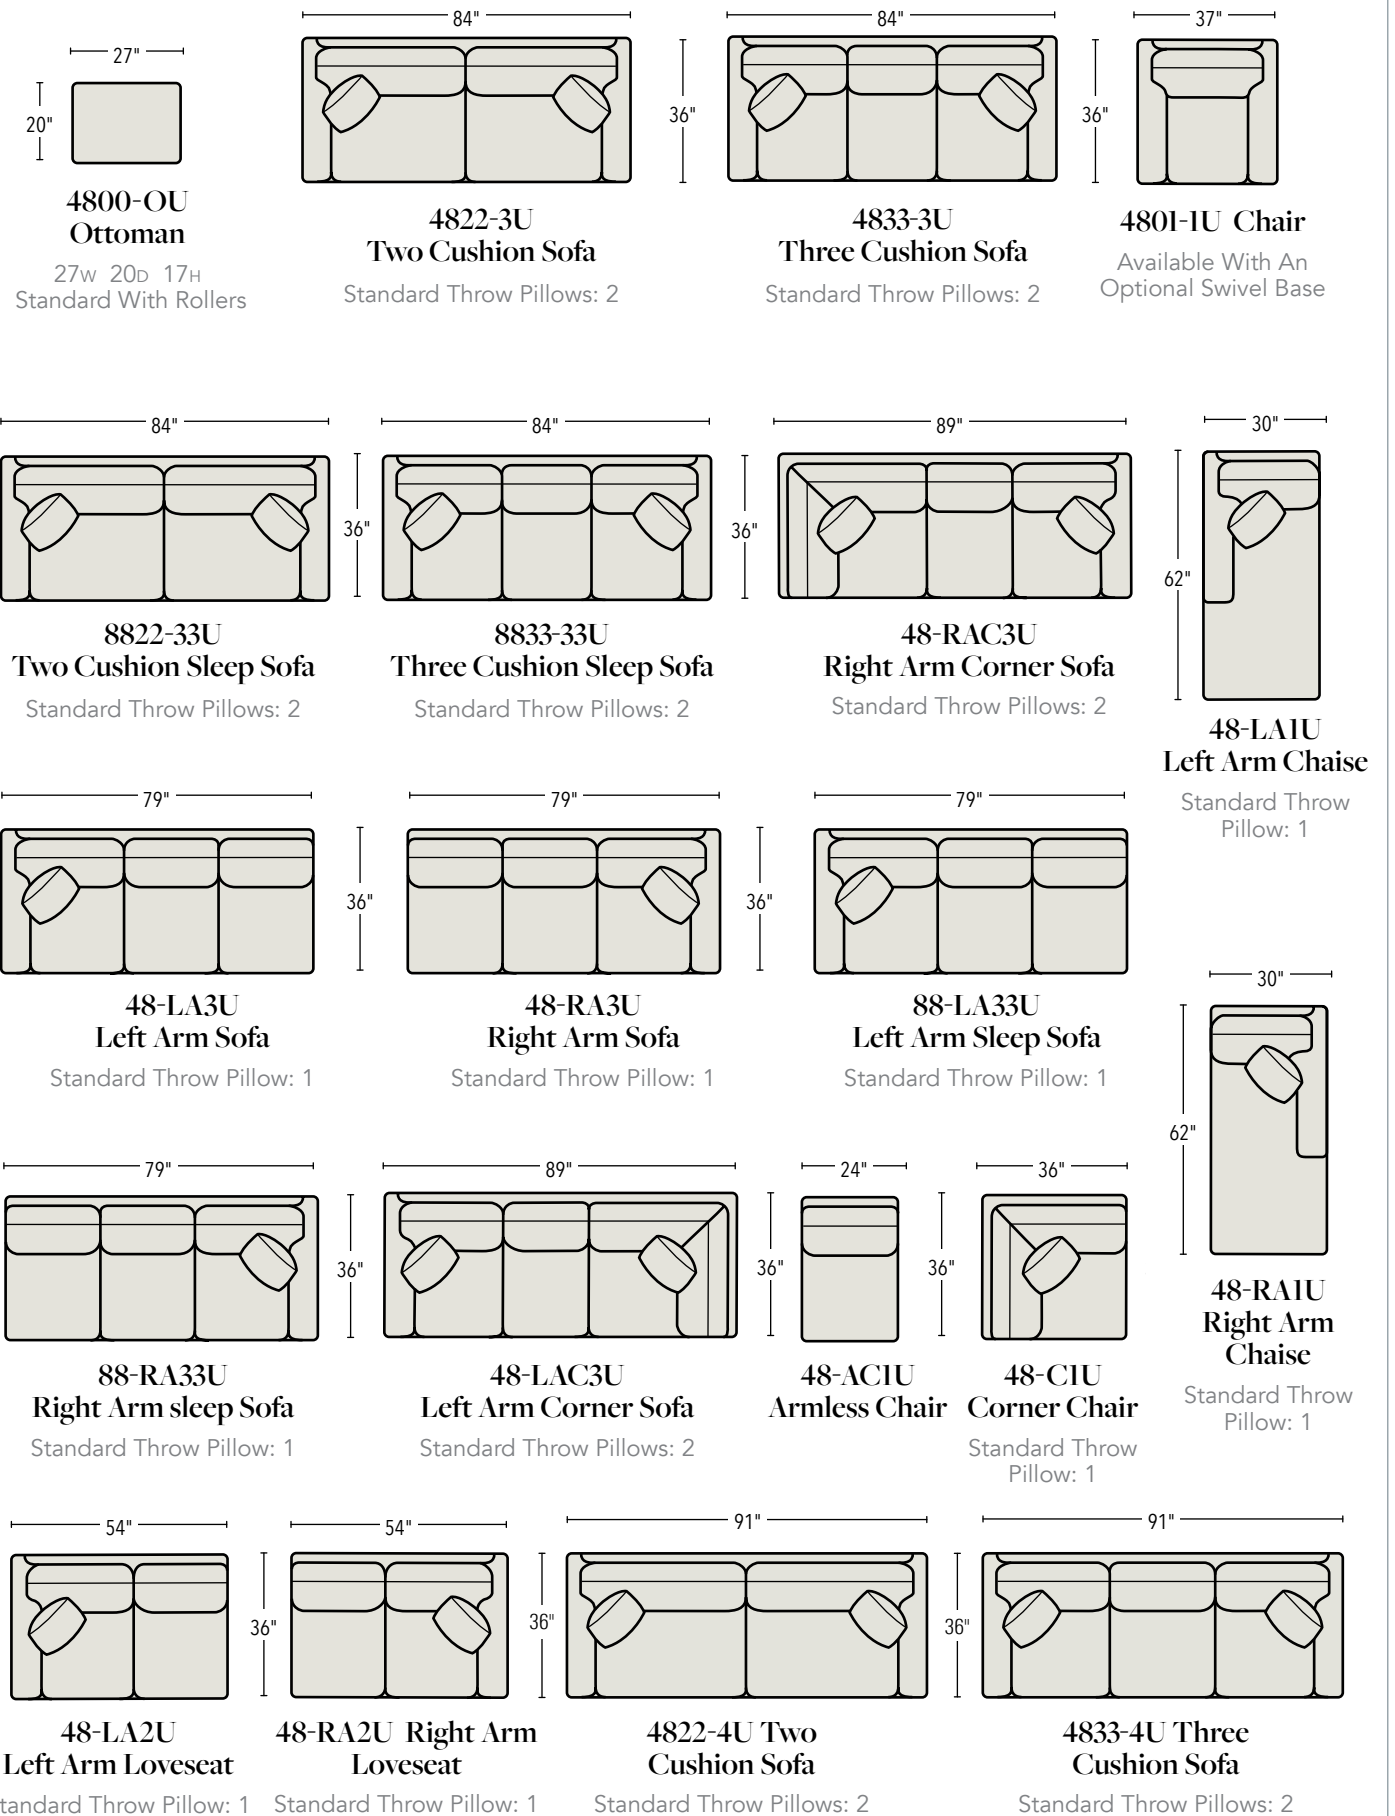 27"
20"
4800-OU
Ottoman
27W 20D 17H
Standard With Rollers
84"
4822-3U
Two Cushion Sofa
Standard Throw Pillows: 2
36"
84"
4833-3U
Three Cushion Sofa
Standard Throw Pillows: 2
36"
37"
4801-1U Chair
Available With An
Optional Swivel Base
84"
36"
8822-33U
Two Cushion Sleep Sofa
Standard Throw Pillows: 2
84"
36"
8833-33U
Three Cushion Sleep Sofa
Standard Throw Pillows: 2
89"
48-RAC3U
Right Arm Corner Sofa
Standard Throw Pillows: 2
30"
62"
48-LA1U
Left Arm Chaise
Standard Throw
Pillow: 1
79"
36"
48-LA3U
Left Arm Sofa
Standard Throw Pillow: 1
79"
36"
48-RA3U
Right Arm Sofa
Standard Throw Pillow: 1
79"
88-LA33U
Left Arm Sleep Sofa
Standard Throw Pillow: 1
30"
62"
48-RA1U
Right Arm
Chaise
Standard Throw
Pillow: 1
79"
36"
88-RA33U
Right Arm sleep Sofa
Standard Throw Pillow: 1
89"
48-LAC3U
Left Arm Corner Sofa
Standard Throw Pillows: 2
36"
24"
48-AC1U
Armless Chair
36"
36"
48-C1U
Corner Chair
Standard Throw
Pillow: 1
54"
36"
48-LA2U
Left Arm Loveseat
tandard Throw Pillow: 1
54"
36"
48-RA2U Right Arm
Loveseat
Standard Throw Pillow: 1
91"
36"
4822-4U Two
Cushion Sofa
Standard Throw Pillows: 2
91"
4833-4U Three
Cushion Sofa
Standard Throw Pillows: 2